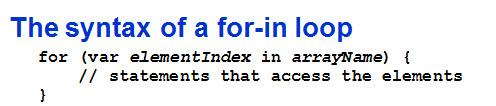 The syntax of a for-in loop
for (var elementIndex in arrayName) {
    // statements that access the elements
}